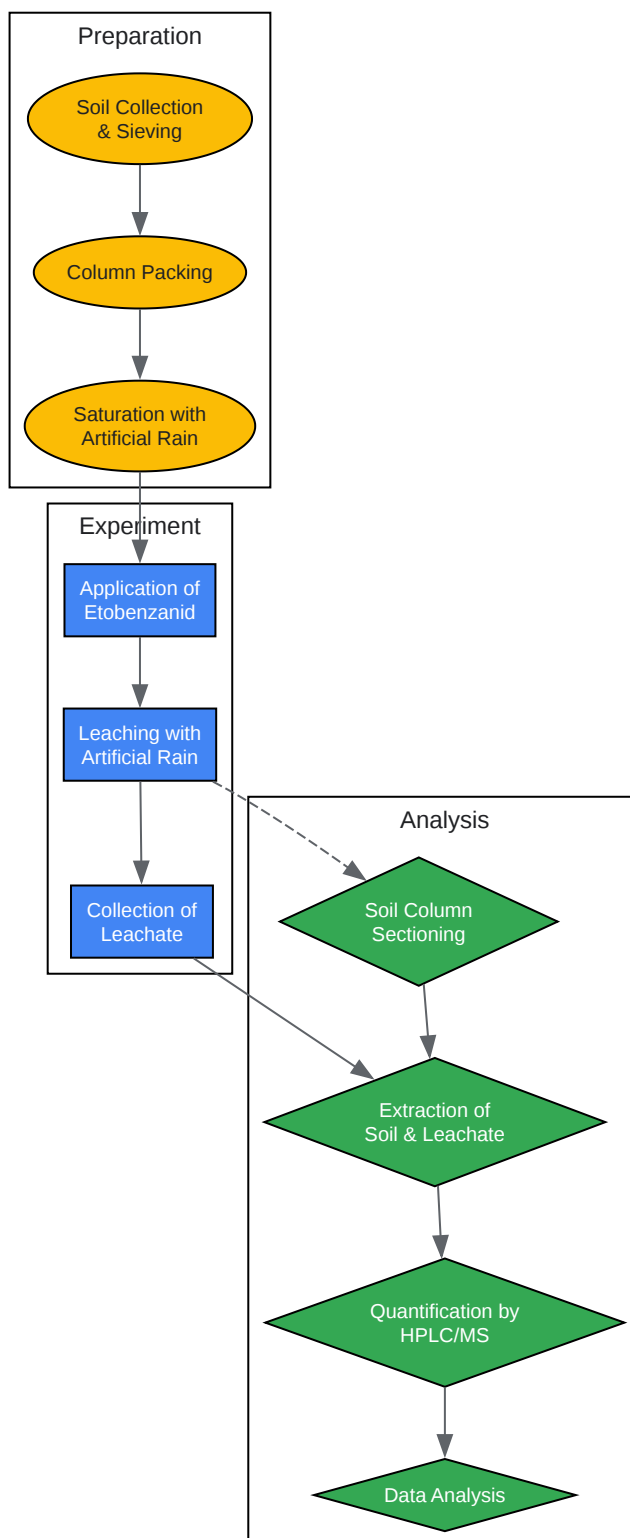 Preparation
Soil Collection
& Sieving
Column Packing
Saturation with
Artificial Rain
Experiment
Application of
Etobenzanid
Leaching with
Artificial Rain
Collection of
Leachate
Analysis
Soil Column
Sectioning
Extraction of
Soil & Leachate
Quantification by
HPLC/MS
Data Analysis